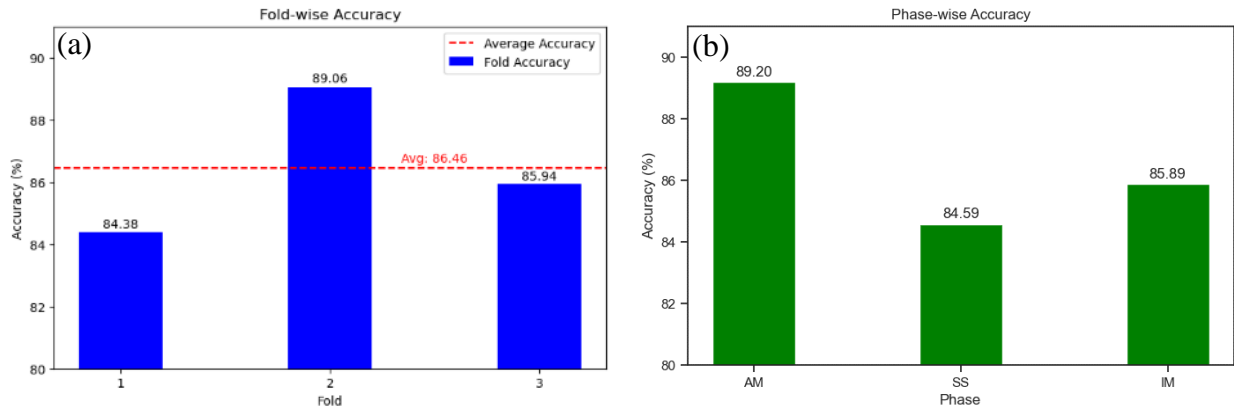 Fold-wise Accuracy
(a)
Average Accuracy
Fold Accuracy
90
88
86
84
82
80
Accuracy (%)
89.06
Avg: 86.46
85.94
84.38
1
2
3
Fold
Phase-wise Accuracy
(b)
90
88
86
84
82
80
Accuracy (%)
89.20
84.59
85.89
AM
SS
IM
Phase